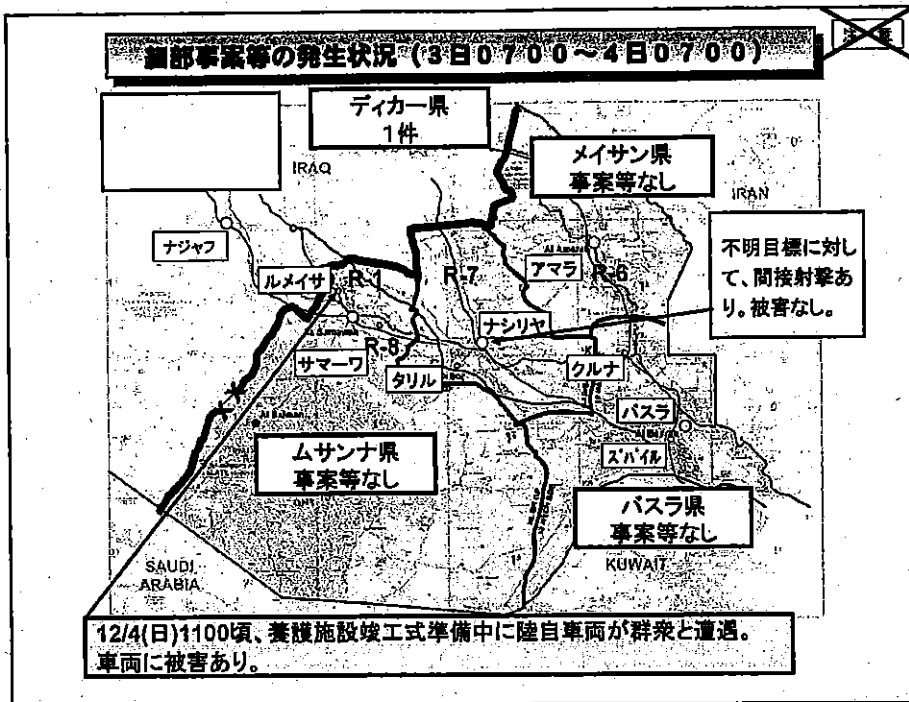 注意
南部事案等の発生状況（3日0700～4日0700）
ディカー県
1件
メイサン県
事案等なし
IRAQ
IRAN
ナジャフ
不明目標に対し
て、間接射撃あ
り。被害なし。
アマラ
R-6
ルメイサ
R-1
R-7
ナシリヤ
R-8
サマーワ
タリル
クルナ
バスラ
ズバイル
ムサンナ県
事案等なし
バスラ県
事案等なし
SAUDI
ARABIA
KUWAIT
12/4(日)1100頃、養護施設竣工式準備中に陸自車両が群衆と遭遇。
車両に被害あり。